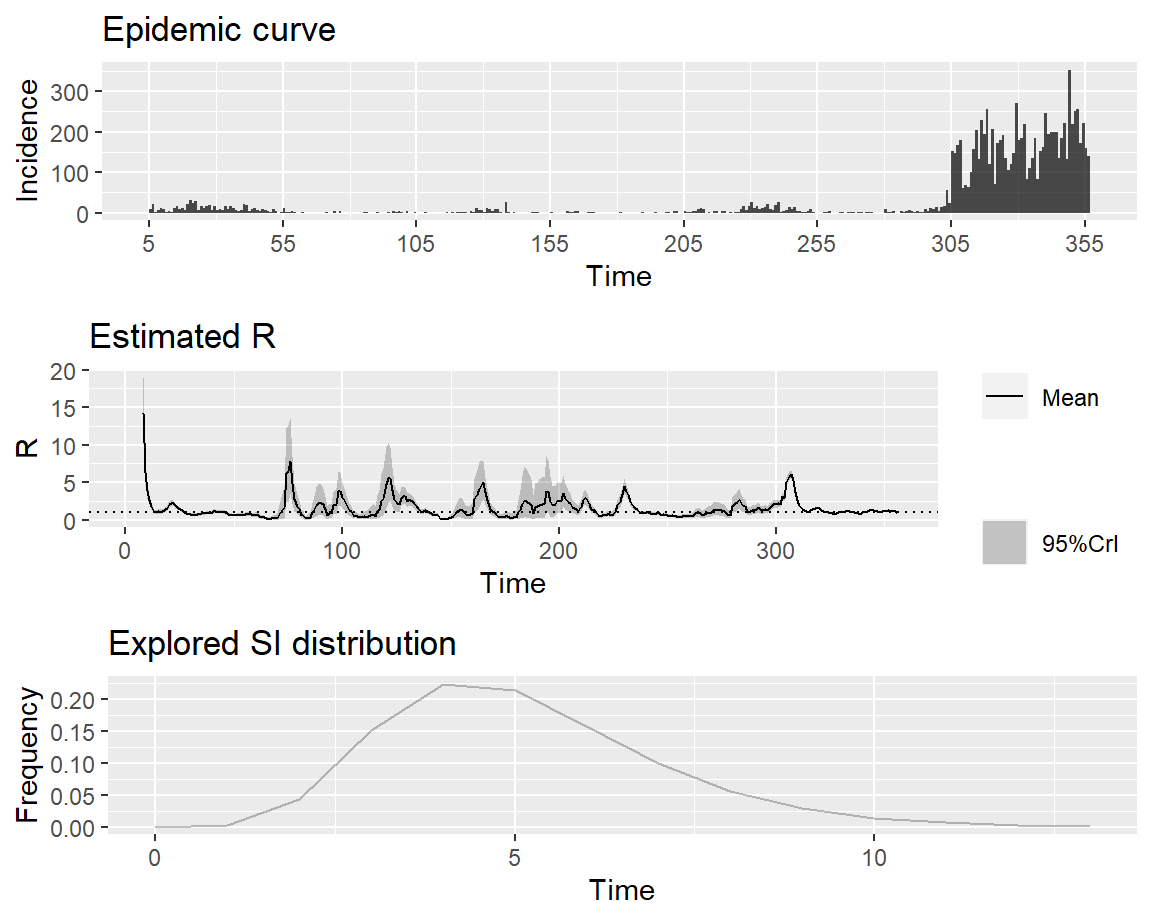 Epidemic curve
Incidence
300
200
100
0
5 55 105 155 205 255 305 355
Time
Estimated R
R
20
15
10
5
0
0 100 200 300
Time
Mean
95%CrI
Explored SI distribution
Frequency
0.20
0.15
0.10
0.05
0.00
0 5 10
Time